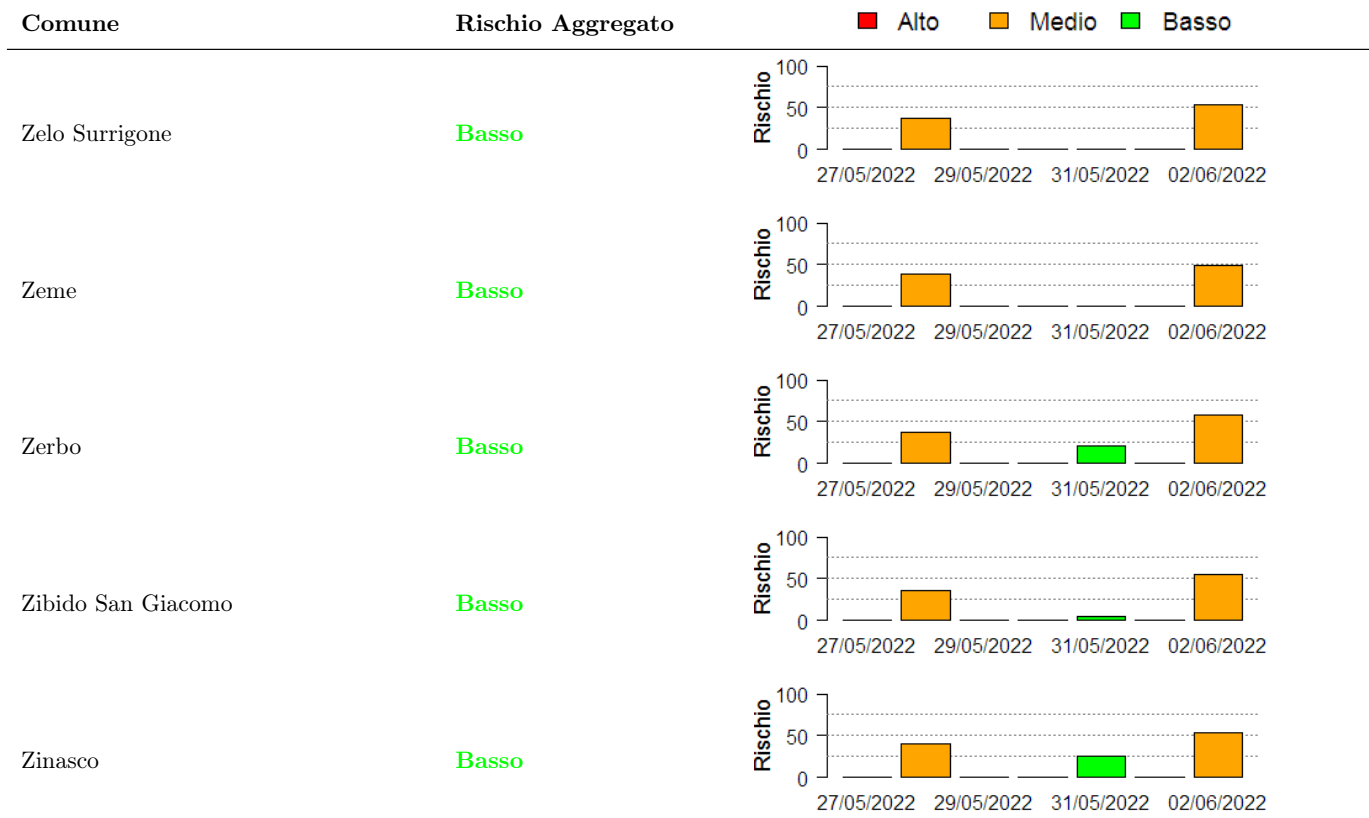 Comune Rischio Aggregato Alto Medio Basso
100
50
0
Rischio
Zelo Surrigone Basso
27/05/2022 29/05/2022 31/05/2022 02/06/2022
100
50
0
Rischio
Zeme Basso
27/05/2022 29/05/2022 31/05/2022 02/06/2022
100
50
0
Rischio
Zerbo Basso
27/05/2022 29/05/2022 31/05/2022 02/06/2022
100
50
0
Rischio
Zibido San Giacomo Basso
27/05/2022 29/05/2022 31/05/2022 02/06/2022
100
50
0
Rischio
Zinasco Basso
27/05/2022 29/05/2022 31/05/2022 02/06/2022